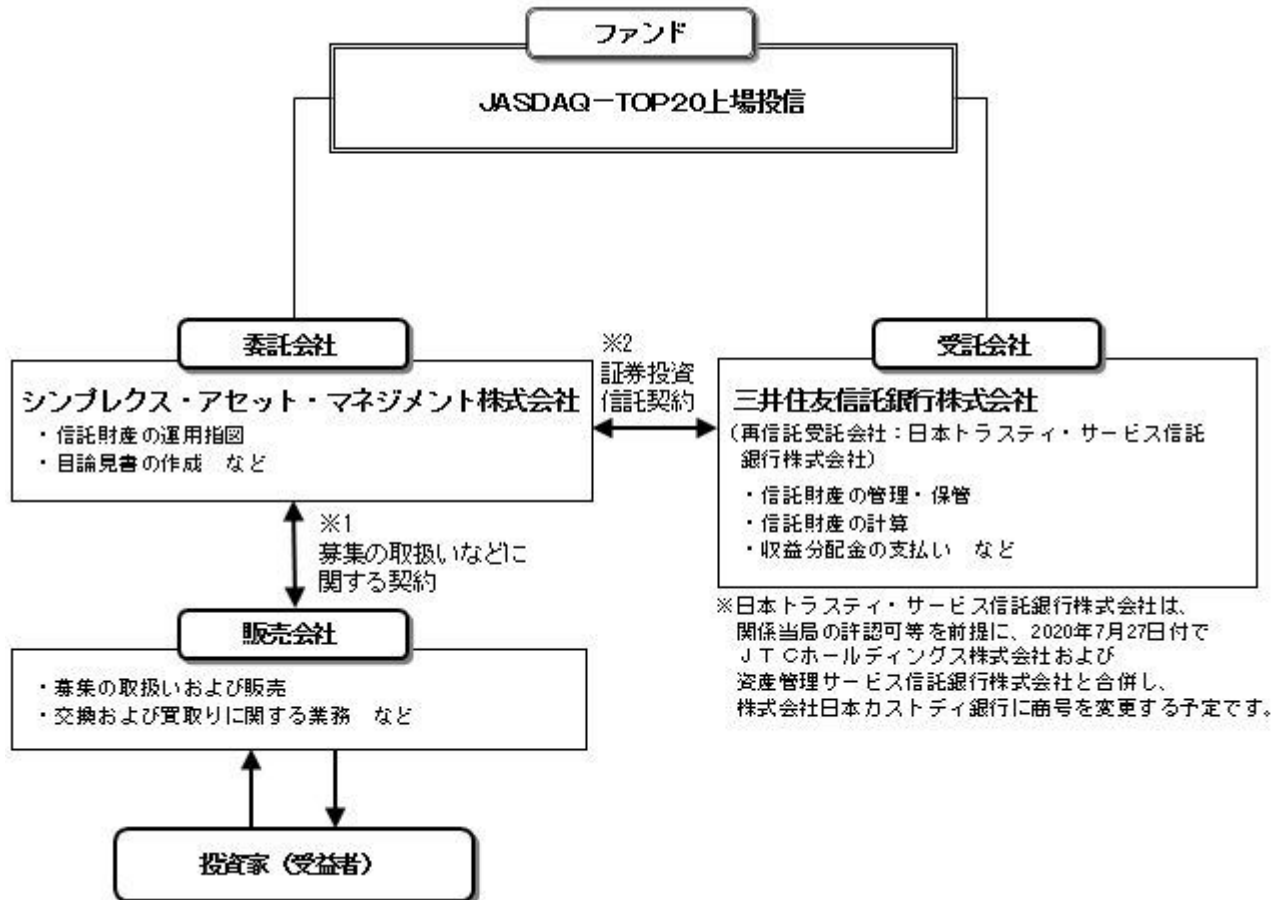 ファンド
JASDAQ－TOP20上場投信
委託会社
シンプレクス・アセット・マネジメント株式会社
・信託財産の運用指図
・目論見書の作成　など
※2
証券投資
信託契約
受託会社
三井住友信託銀行株式会社
（再信託受託会社：日本トラスティ・サービス信託
銀行株式会社）
・信託財産の管理・保管
・信託財産の計算
・収益分配金の支払い　など
※1
募集の取扱いなどに
関する契約
※日本トラスティ・サービス信託銀行株式会社は、
関係当局の許認可等を前提に、2020年7月27日付で
ＪＴＣホールディングス株式会社および
資産管理サービス信託銀行株式会社と合併し、
株式会社日本カストディ銀行に商号を変更する予定です。
販売会社
・募集の取扱いおよび販売
・交換および買取りに関する業務　など
投資家（受益者）